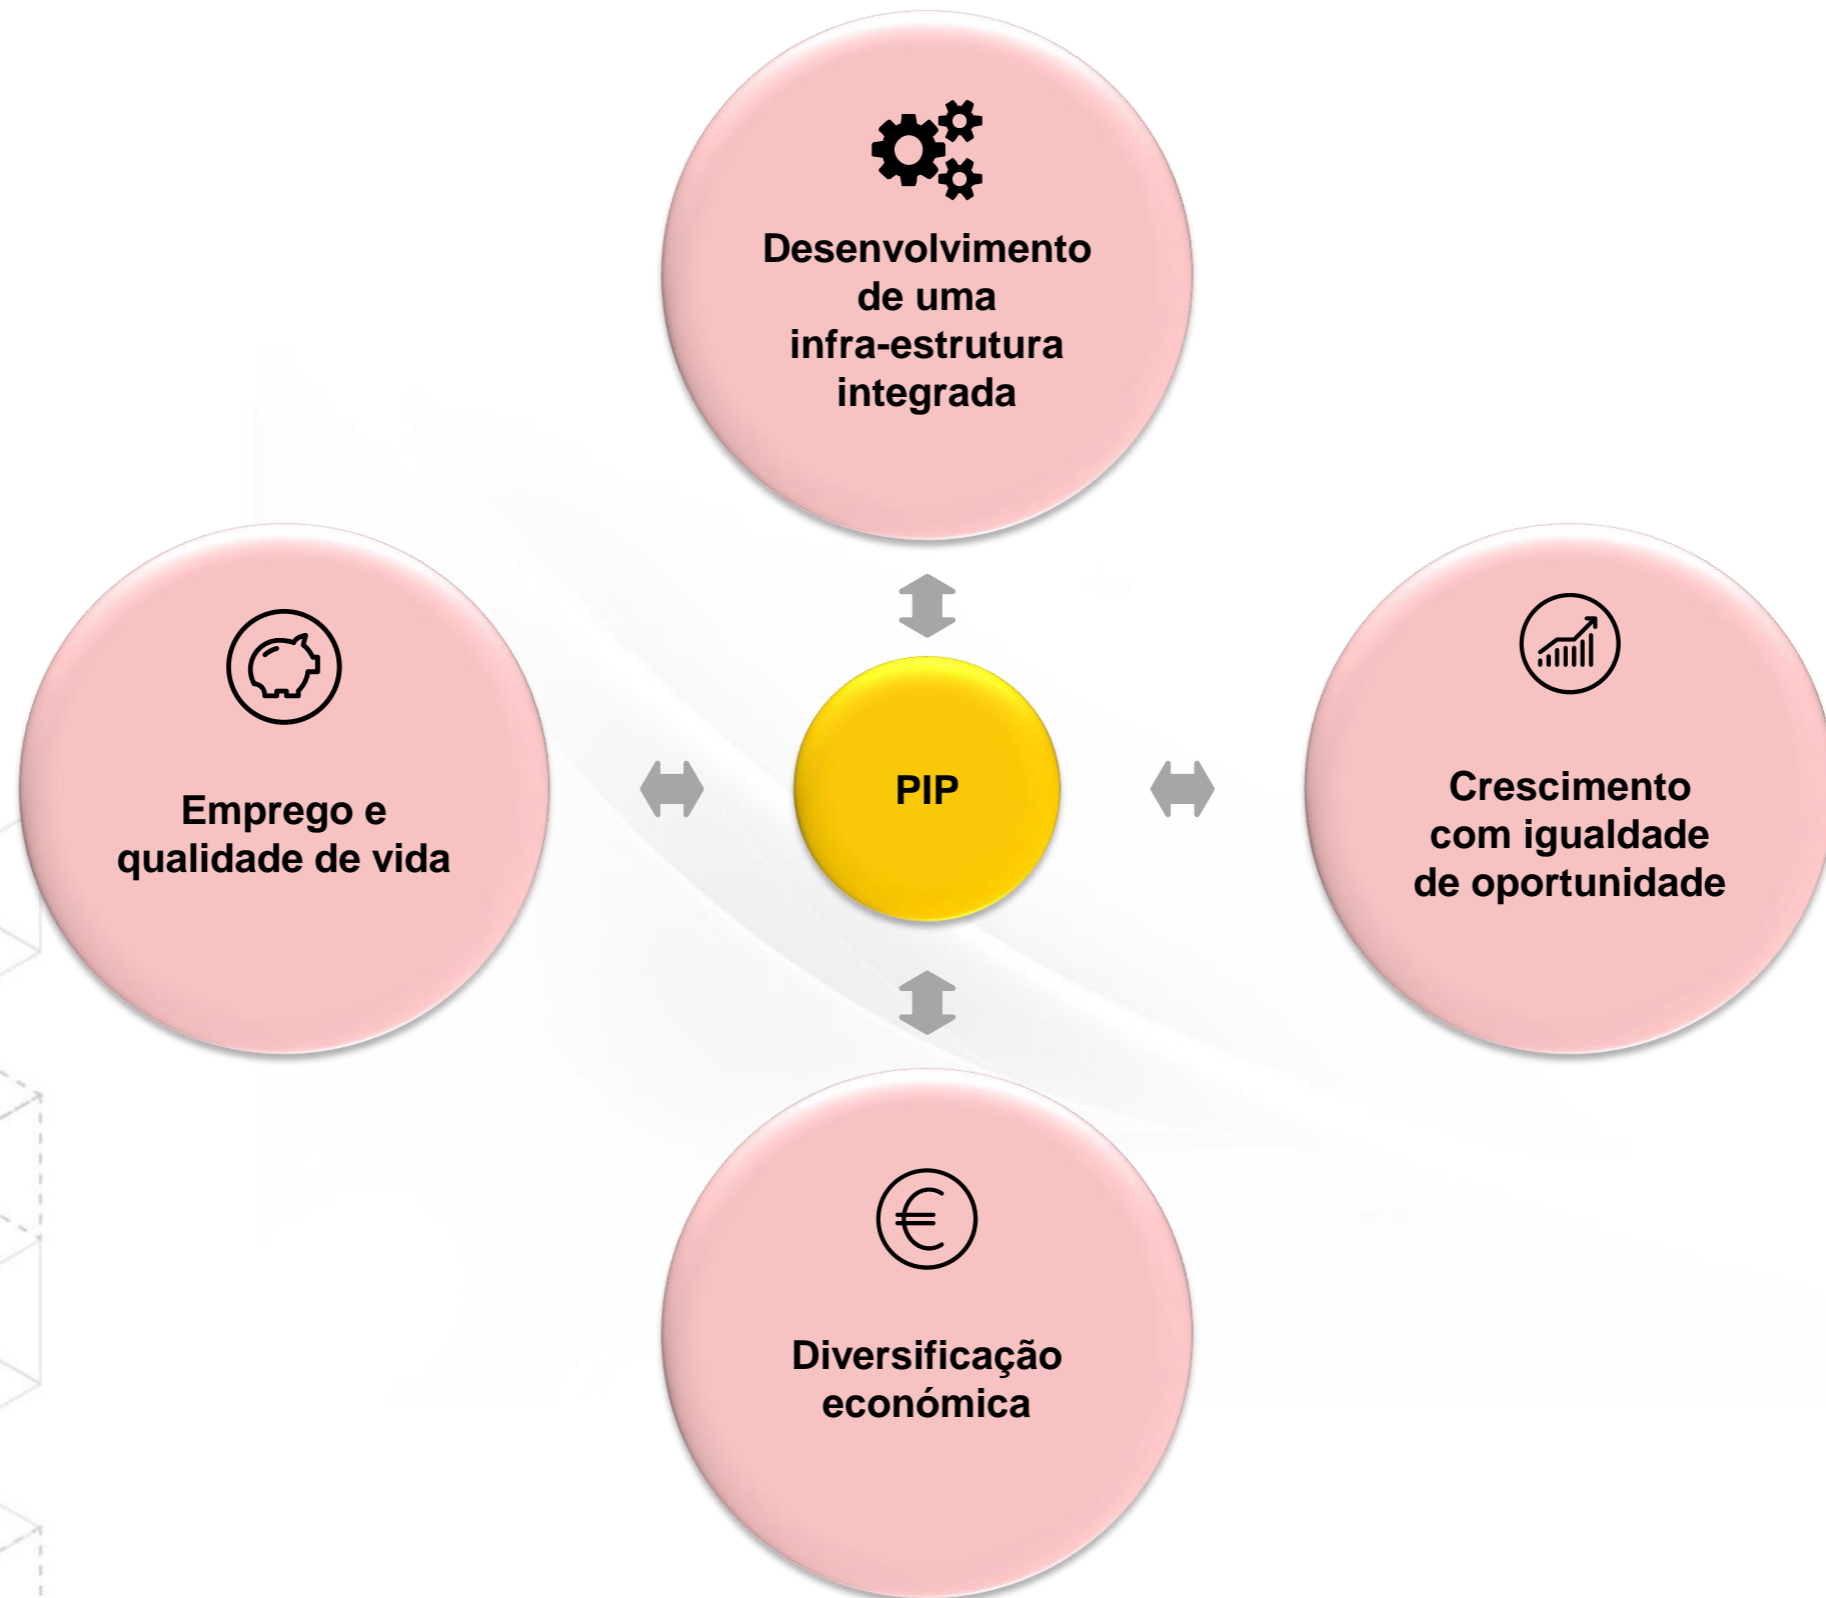 Desenvolvimento
de uma
infra-estrutura
integrada
Emprego e
qualidade de vida
PIP
Crescimento
com igualdade
de oportunidade
€
Diversificação
económica